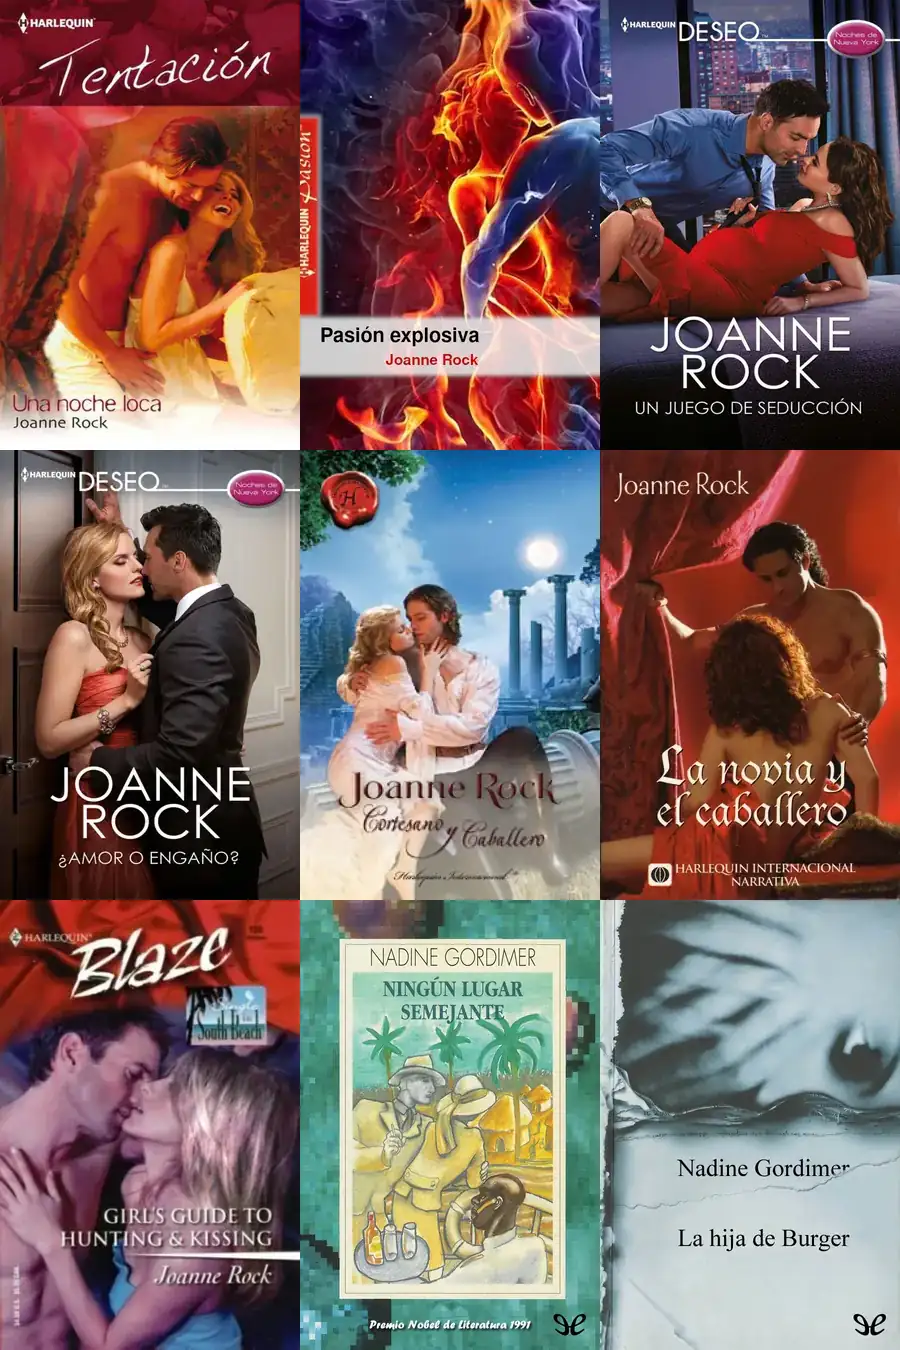 HARLEQUIN
Tentación
Una noche loca
Joanne Rock
HARLEQUIN Pasión
Pasión explosiva
Joanne Rock
HARLEQUIN DESEO
Noches de
Nueva York
JOANNE
ROCK
UN JUEGO DE SEDUCCIÓN
HARLEQUIN DESEO
Noches de
Nueva York
JOANNE
ROCK
¿AMOR O ENGAÑO?
H
Joanne Rock
Cortesano y Caballero
Harlequin Internacional
Joanne Rock
La novia y
el caballero
HARLEQUIN INTERNACIONAL
NARRATIVA
HARLEQUIN
Blaze
South Beach
GIRL'S GUIDE TO
HUNTING & KISSING
Joanne Rock
NADINE GORDIMER
NINGÚN LUGAR
SEMEJANTE
Premio Nobel de Literatura 1991
Nadine Gordimer
La hija de Burger